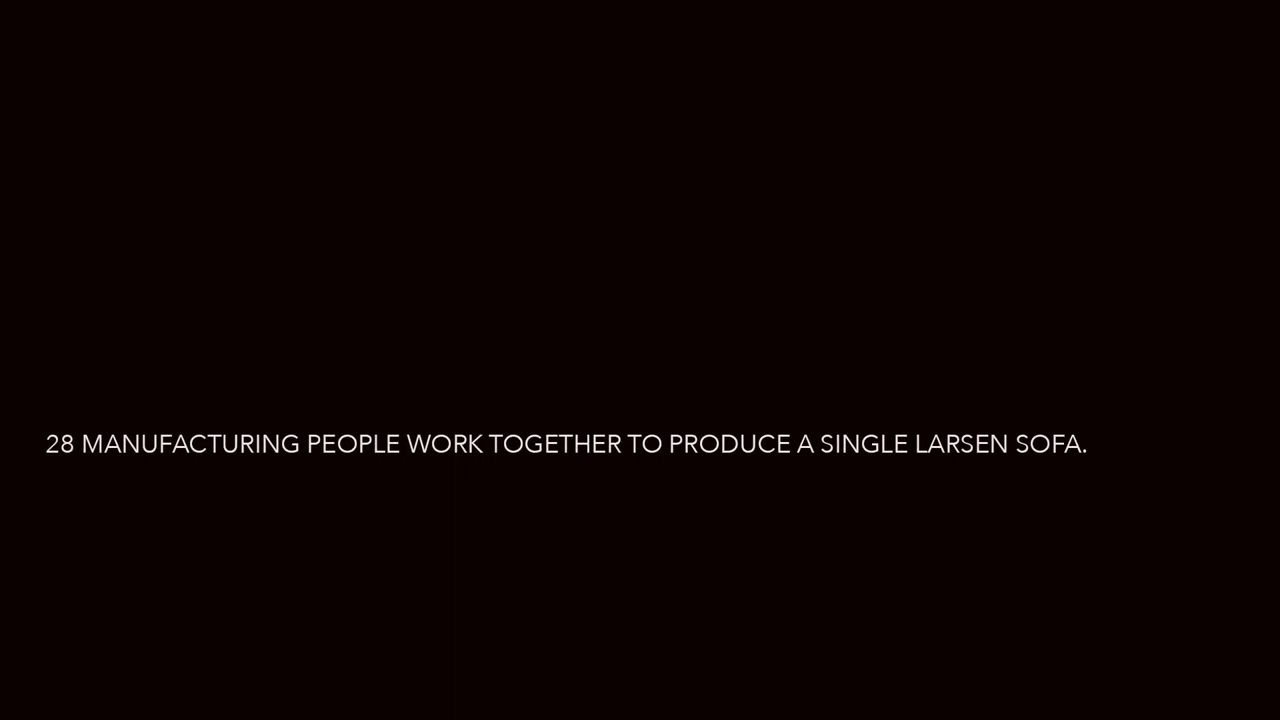 28 MANUFACTURING PEOPLE WORK TOGETHER TO PRODUCE A SINGLE LARSEN SOFA.